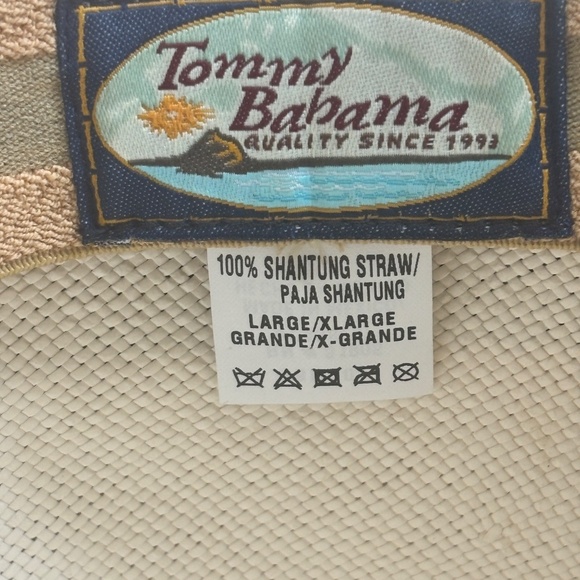 Tommy
Bahama
QUALITY SINCE 1993
100% SHANTUNG STRAW/
PAJA SHANTUNG
LARGE/XLARGE
GRANDE/X-GRANDE